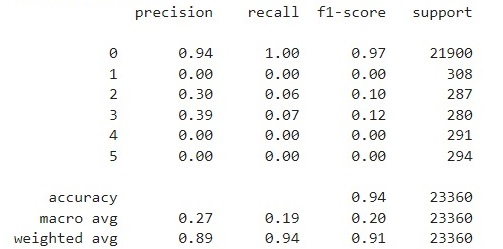 precision recall f1-score support
0 0.94 1.00 0.97 21900
1 0.00 0.00 0.00 308
2 0.30 0.06 0.10 287
3 0.39 0.07 0.12 280
4 0.00 0.00 0.00 291
5 0.00 0.00 0.00 294
accuracy 0.94 23360
macro avg 0.27 0.19 0.20 23360
weighted avg 0.89 0.94 0.91 23360